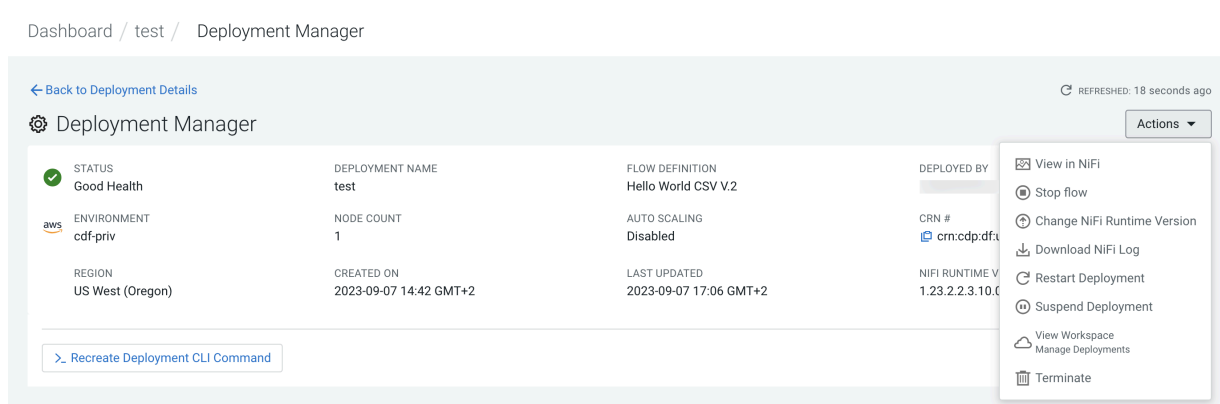 Dashboard / test / Deployment Manager
Back to Deployment Details
REFRESHED: 18 seconds ago
Deployment Manager
Actions
STATUS
Good Health
DEPLOYMENT NAME
test
FLOW DEFINITION
Hello World CSV V.2
DEPLOYED BY
aws
ENVIRONMENT
cdf-priv
NODE COUNT
1
AUTO SCALING
Disabled
CRN #
crn:cdp:df:
REGION
US West (Oregon)
CREATED ON
2023-09-07 14:42 GMT+2
LAST UPDATED
2023-09-07 17:06 GMT+2
NIFI RUNTIME V
1.23.2.2.3.10.0
>_ Recreate Deployment CLI Command
View in NiFi
Stop flow
Change NiFi Runtime Version
Download NiFi Log
Restart Deployment
Suspend Deployment
View Workspace
Manage Deployments
Terminate